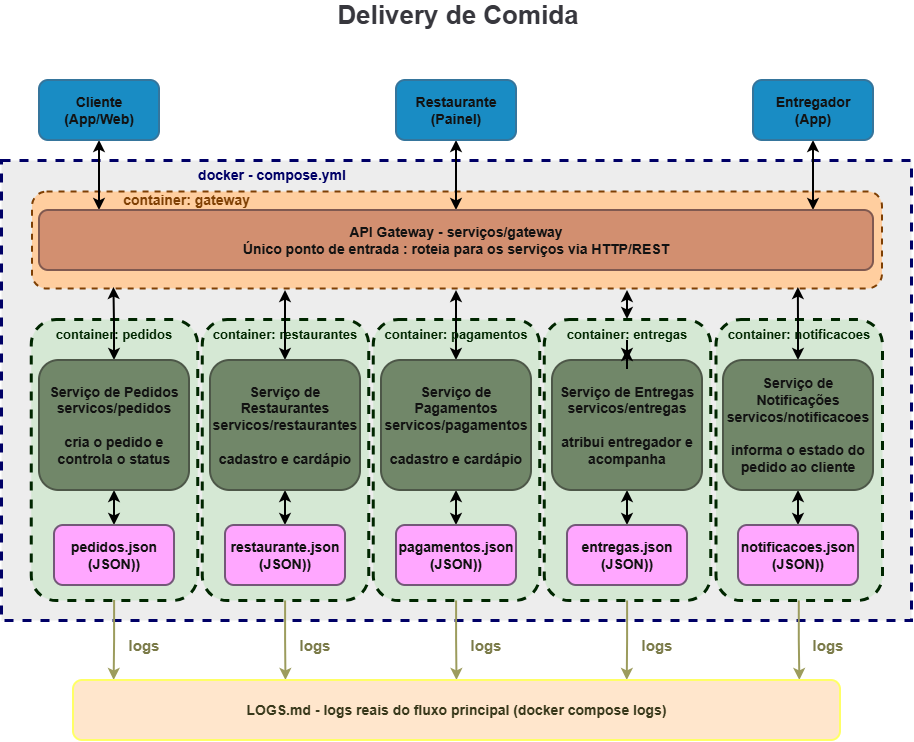 Delivery de Comida
Cliente
(App/Web)
Restaurante
(Painel)
Entregador
(App)
docker - compose.yml
container: gateway
API Gateway - serviços/gateway
Único ponto de entrada : roteia para os serviços via HTTP/REST
container: pedidos
container: restaurantes
container: pagamentos
container: entregas
container: notificacoes
Serviço de Pedidos
servicos/pedidos
cria o pedido e
controla o status
Serviço de
Restaurantes
servicos/restaurantes
cadastro e cardápio
Serviço de
Pagamentos
servicos/pagamentos
cadastro e cardápio
Serviço de Entregas
servicos/entregas
atribui entregador e
acompanha
Serviço de
Notificações
servicos/notificacoes
informa o estado do
pedido ao cliente
pedidos.json
(JSON))
restaurante.json
(JSON))
pagamentos.json
(JSON))
entregas.json
(JSON))
notificacoes.json
(JSON))
logs
logs
logs
logs
logs
LOGS.md - logs reais do fluxo principal (docker compose logs)